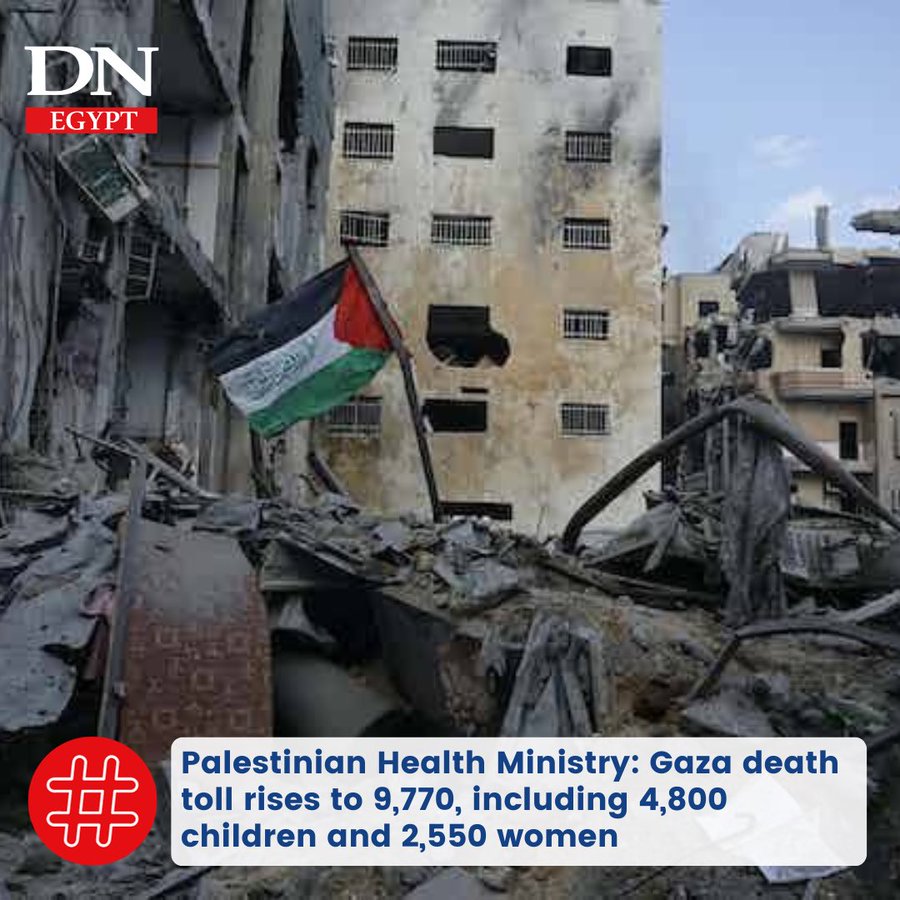 DN
EGYPT
Palestinian Health Ministry: Gaza death
toll rises to 9,770, including 4,800
children and 2,550 women